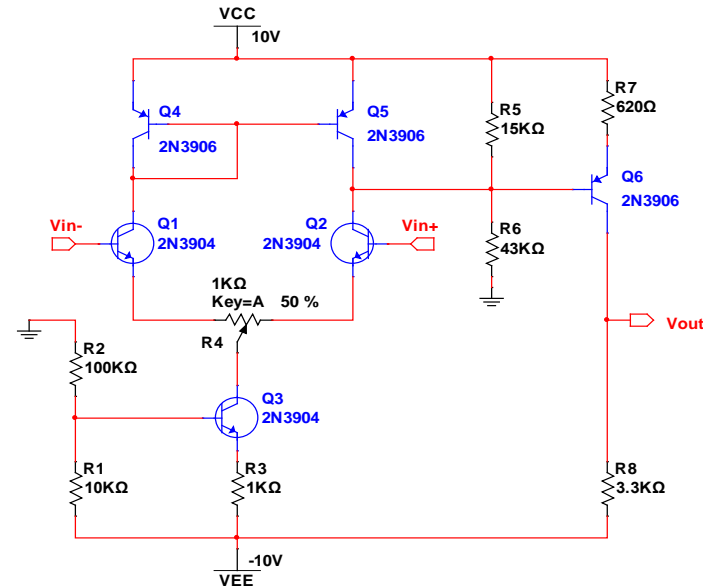 VCC
10V
Q4
2N3906
Q5
2N3906
R5
15KΩ
R7
620Ω
Q6
2N3906
Vin-
Q1
2N3904
Q2
2N3904
Vin+
R6
43KΩ
1KΩ
Key=A 50 %
R4
Vout
R2
100KΩ
Q3
2N3904
R1
10KΩ
R3
1KΩ
R8
3.3KΩ
-10V
VEE